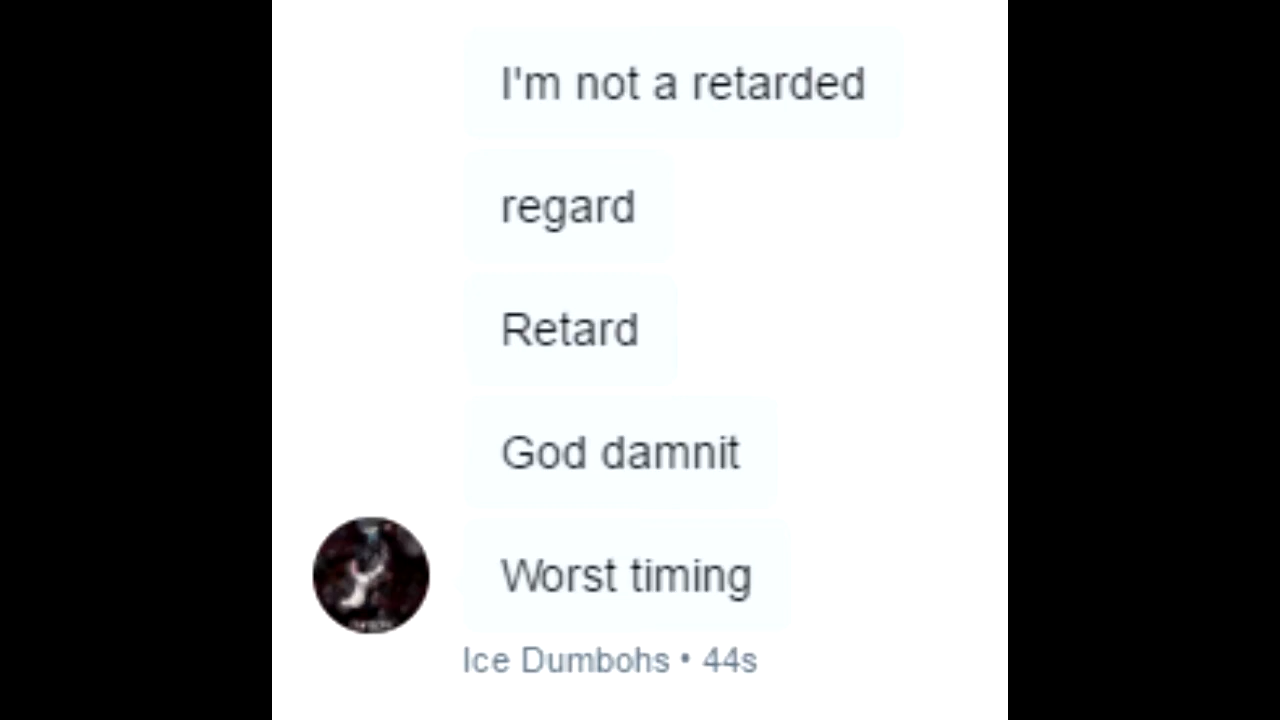 I'm not a retarded
regard
Retard
God damnit
Worst timing
Ice Dumbohs • 44s